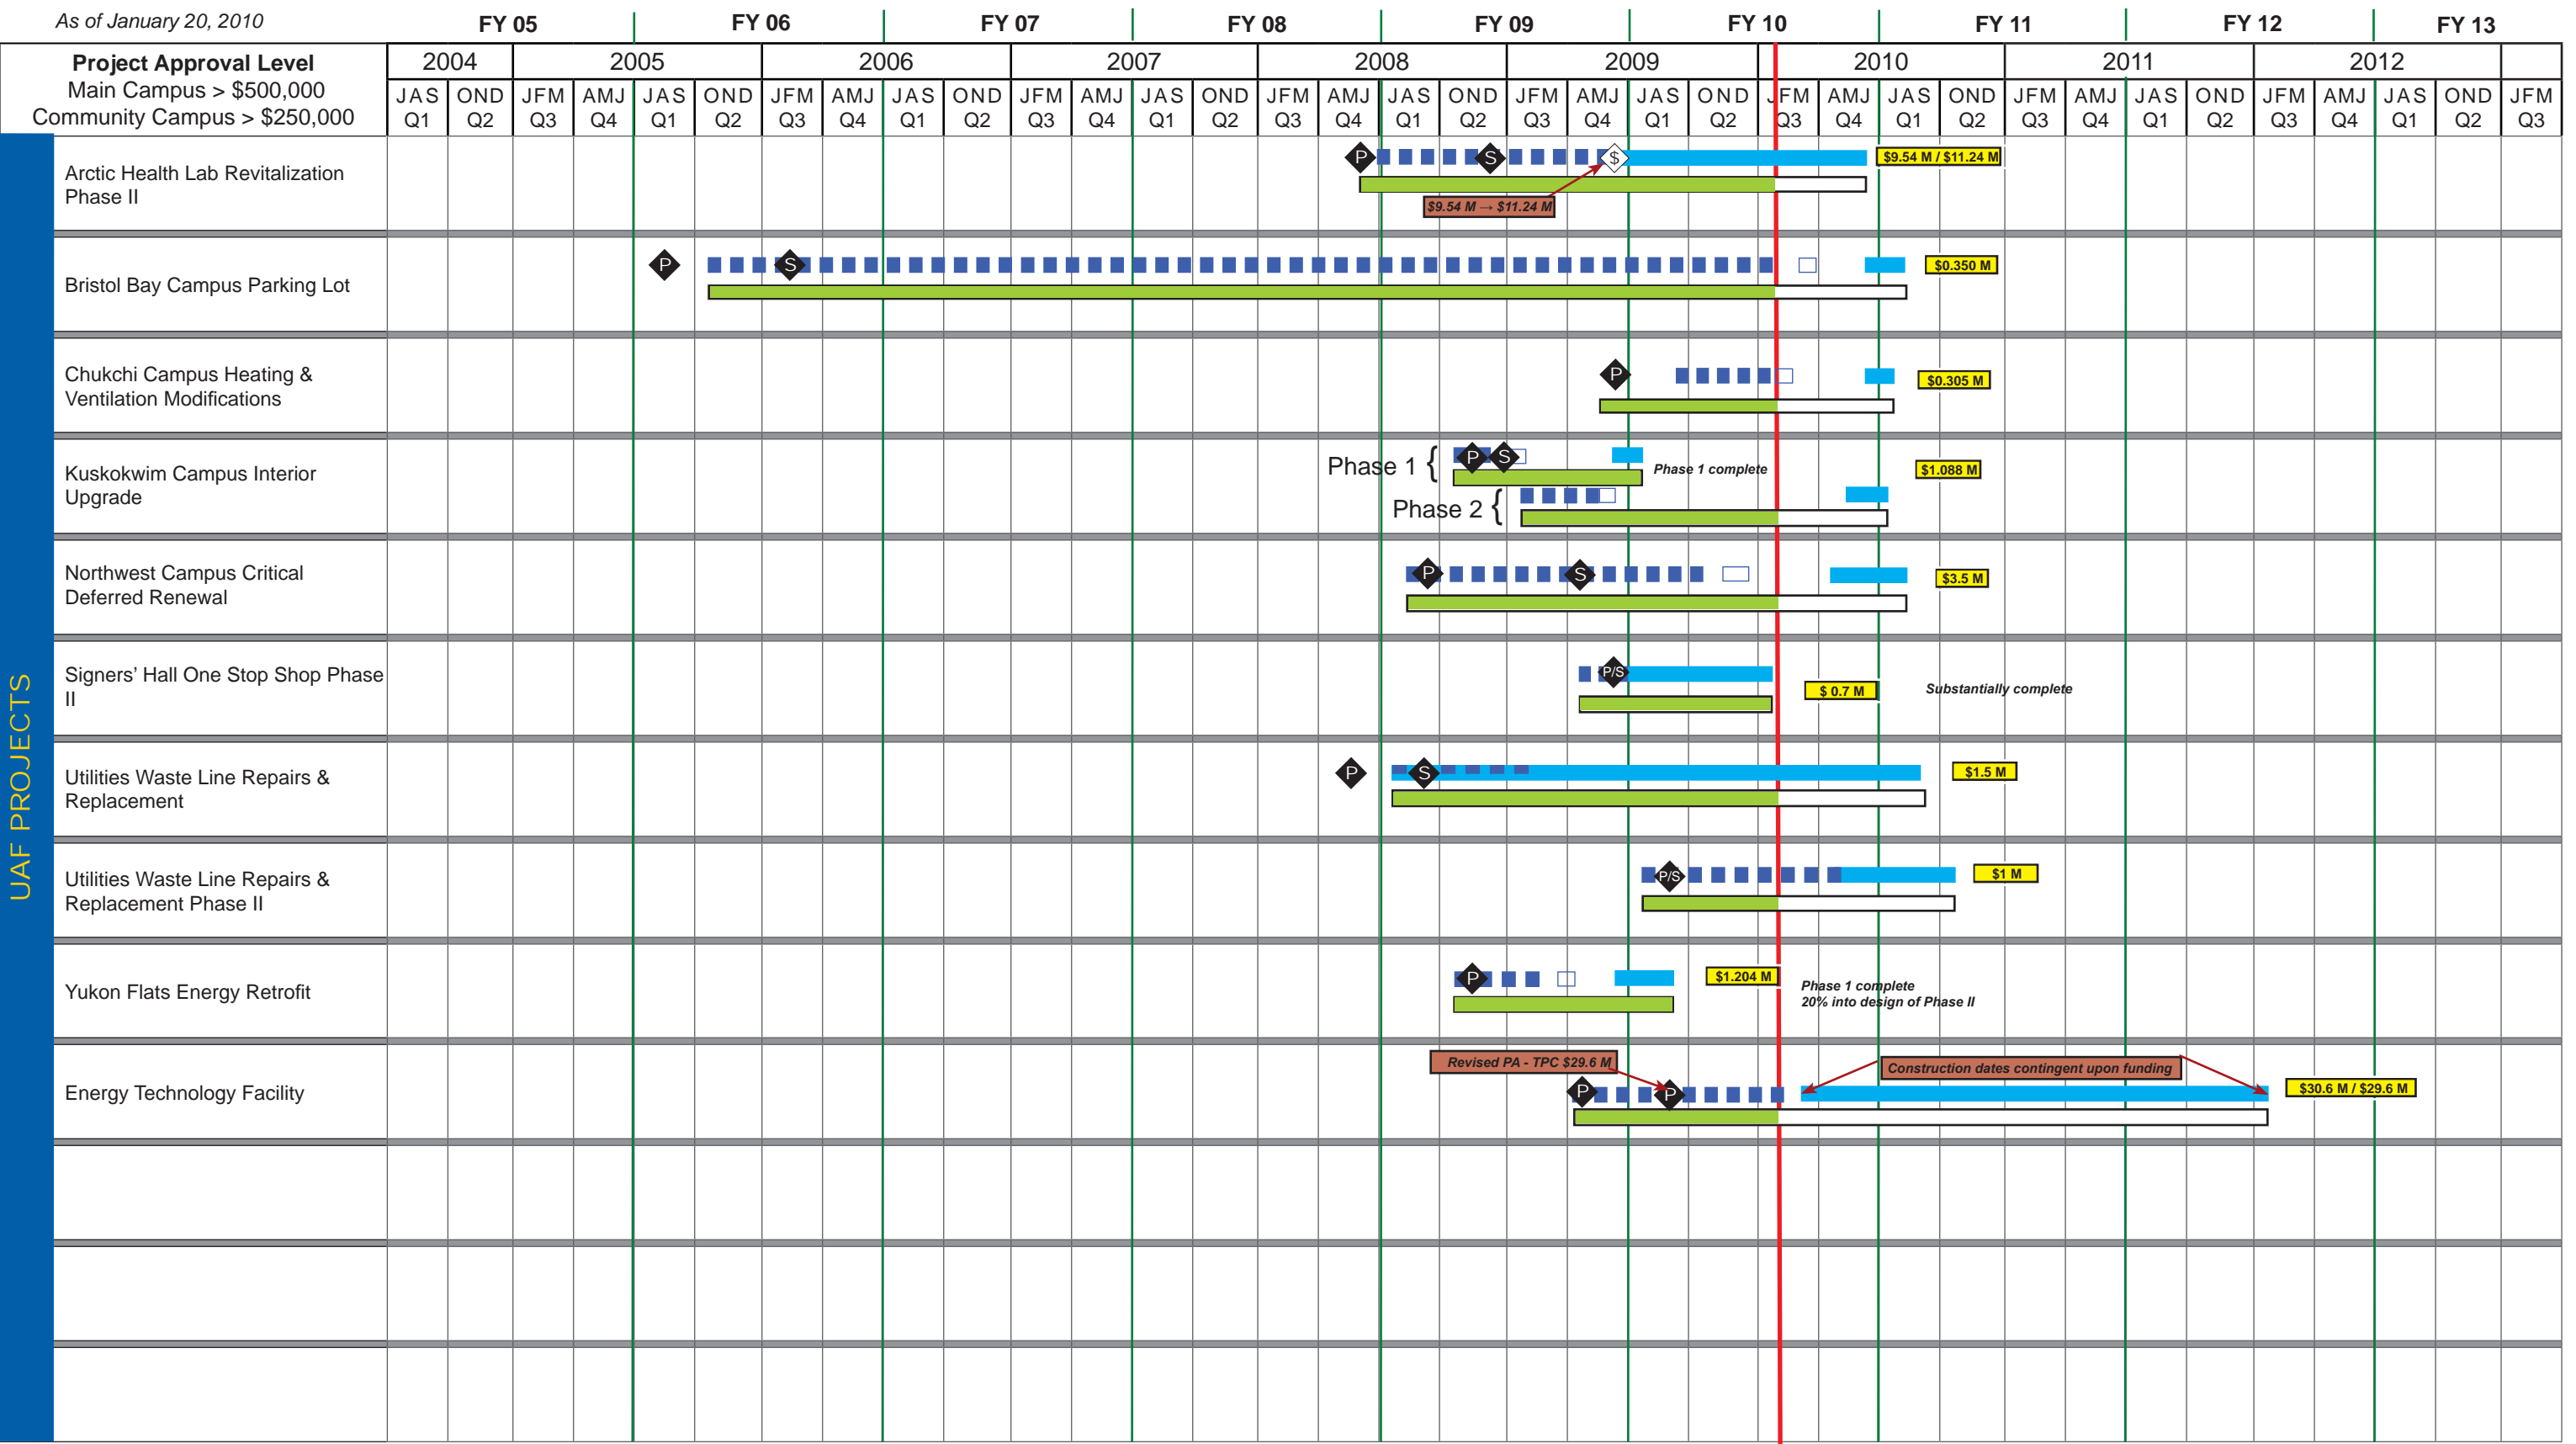 As of January 20, 2010
FY 05 FY 06 FY 07 FY 08 FY 09 FY 10 FY 11 FY 12 FY 13
Project Approval Level
Main Campus > $500,000
Community Campus > $250,000
2004 2005 2006 2007 2008 2009 2010 2011 2012
JAS OND JFM AMJ JAS OND JFM AMJ JAS OND JFM AMJ JAS OND JFM AMJ JAS OND JFM AMJ JAS OND JFM AMJ JAS OND JFM AMJ JAS OND JFM AMJ JAS OND JFM
Q1 Q2 Q3 Q4 Q1 Q2 Q3 Q4 Q1 Q2 Q3 Q4 Q1 Q2 Q3 Q4 Q1 Q2 Q3 Q4 Q1 Q2 Q3 Q4 Q1 Q2 Q3 Q4 Q1 Q2 Q3 Q4 Q1 Q2 Q3
UAF PROJECTS
Arctic Health Lab Revitalization
Phase II
P S $
$9.54 M / $11.24 M
$9.54 M → $11.24 M
Bristol Bay Campus Parking Lot
P S
$0.350 M
Chukchi Campus Heating &
Ventilation Modifications
P
$0.305 M
Kuskokwim Campus Interior
Upgrade
Phase 1 {
P S
Phase 1 complete
$1.088 M
Phase 2 {
Northwest Campus Critical
Deferred Renewal
P S
$3.5 M
Signers’ Hall One Stop Shop Phase
II
P/S
$ 0.7 M
Substantially complete
Utilities Waste Line Repairs &
Replacement
P S
$1.5 M
Utilities Waste Line Repairs &
Replacement Phase II
P/S
$1 M
Yukon Flats Energy Retrofit
P
$1.204 M
Phase 1 complete
20% into design of Phase II
Energy Technology Facility
Revised PA - TPC $29.6 M
Construction dates contingent upon funding
P P
$30.6 M / $29.6 M